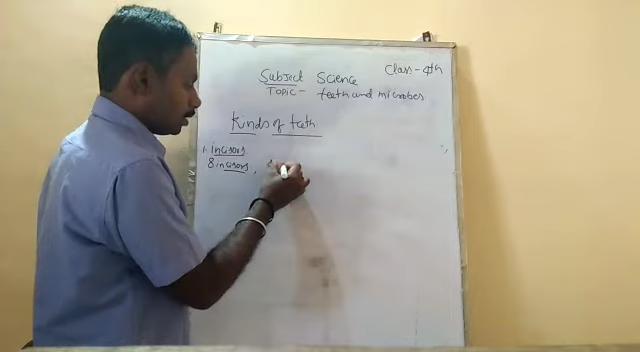 Class-4th
Subject Science
Topic- teeth and microbes
Kinds of teeth
1. Incisors
8 incisors,